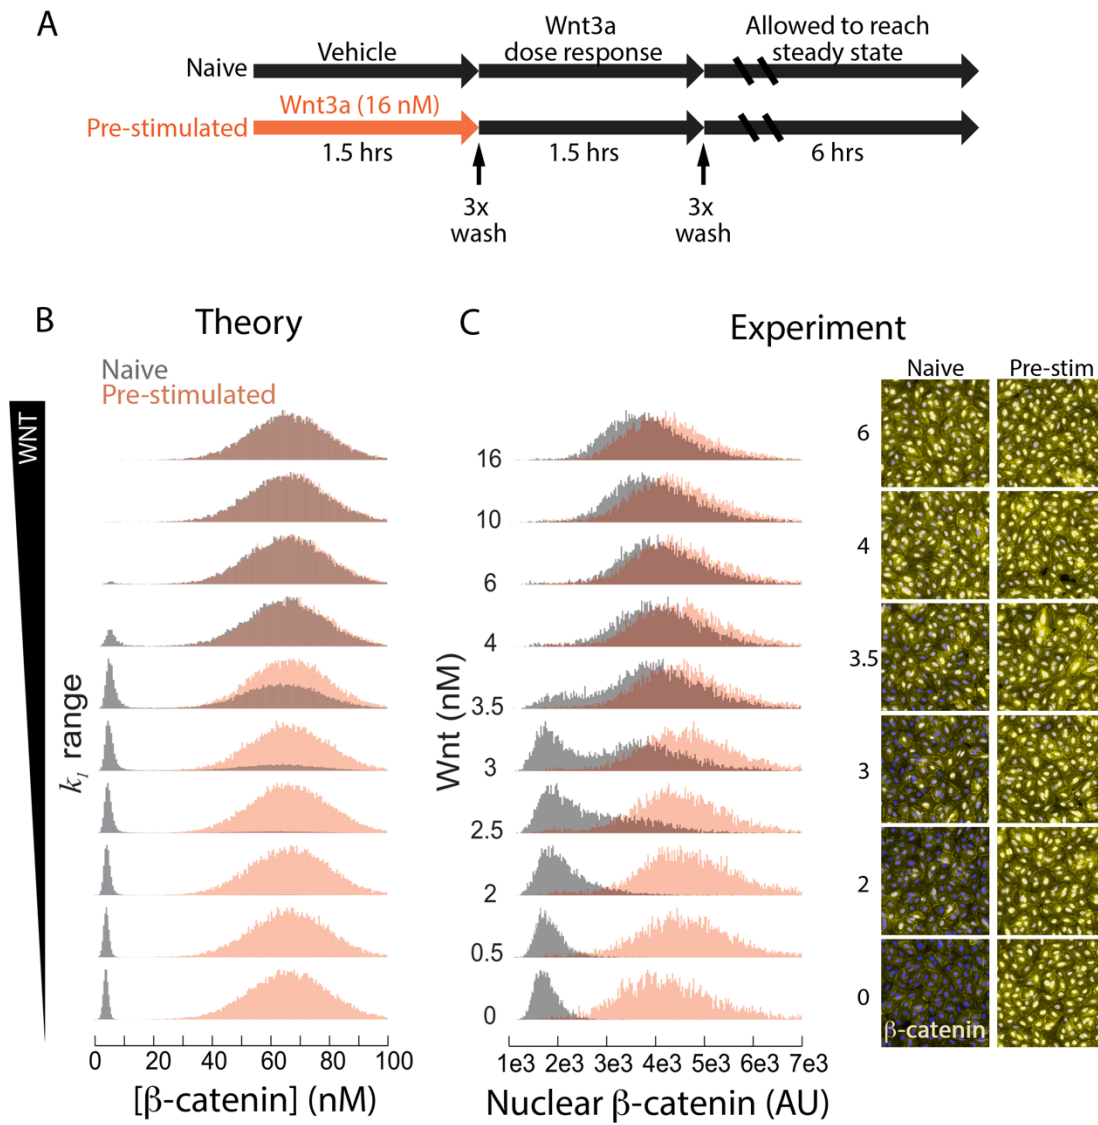 A
Naive
Vehicle
Wnt3a
dose response
Allowed to reach
steady state
Pre-stimulated
Wnt3a (16 nM)
1.5 hrs
1.5 hrs
6 hrs
3x
wash
3x
wash
B
Theory
Naive
Pre-stimulated
WNT
k₁ range
0 20 40 60 80 100
[β-catenin] (nM)
C
Experiment
Wnt (nM)
16
10
6
4
3.5
3
2.5
2
0.5
0
1e3 2e3 3e3 4e3 5e3 6e3 7e3
Nuclear β-catenin (AU)
Naive Pre-stim
6
4
3.5
3
2
0
β-catenin